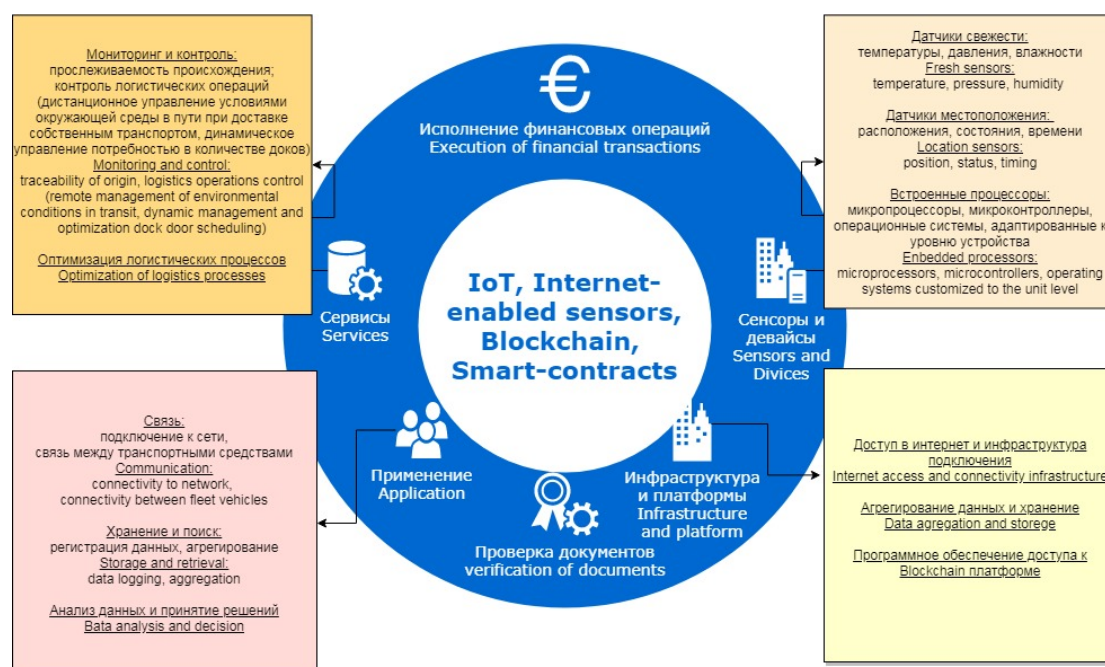 Мониторинг и контроль:
прослеживаемость происхождения;
контроль логистических операций
(дистанционное управление условиями
окружающей среды в пути при доставке
собственным транспортом, динамическое
управление потребностью в количестве доков)
Monitoring and control:
traceability of origin, logistics operations control
(remote management of environmental
conditions in transit, dynamic management and
optimization dock door scheduling)
Оптимизация логистических процессов
Optimization of logistics processes
€
Исполнение финансовых операций
Execution of financial transactions
Датчики свежести:
температуры, давления, влажности
Fresh sensors:
temperature, pressure, humidity
Датчики местоположения:
расположения, состояния, времени
Location sensors:
position, status, timing
Встроенные процессоры:
микропроцессоры, микроконтроллеры,
операционные системы, адаптированные к
уровню устройства
Enbedded processors:
microprocessors, microcontrollers, operating
systems customized to the unit level
Сервисы
Services
IoT, Internet-
enabled sensors,
Blockchain,
Smart-contracts
Сенсоры и
девайсы
Sensors and
Divices
Связь:
подключение к сети,
связь между транспортными средствами
Communication:
connectivity to network,
connectivity between fleet vehicles
Хранение и поиск:
регистрация данных, агрегирование
Storage and retrieval:
data logging, aggregation
Анализ данных и принятие решений
Bata analysis and decision
Применение
Application
Проверка документов
verification of documents
Инфраструктура
и платформы
Infrastructure
and platform
Доступ в интернет и инфраструктура
подключения
Internet access and connectivity infrastructure
Агрегирование данных и хранение
Data agregation and storege
Программное обеспечение доступа к
Blockchain платформе